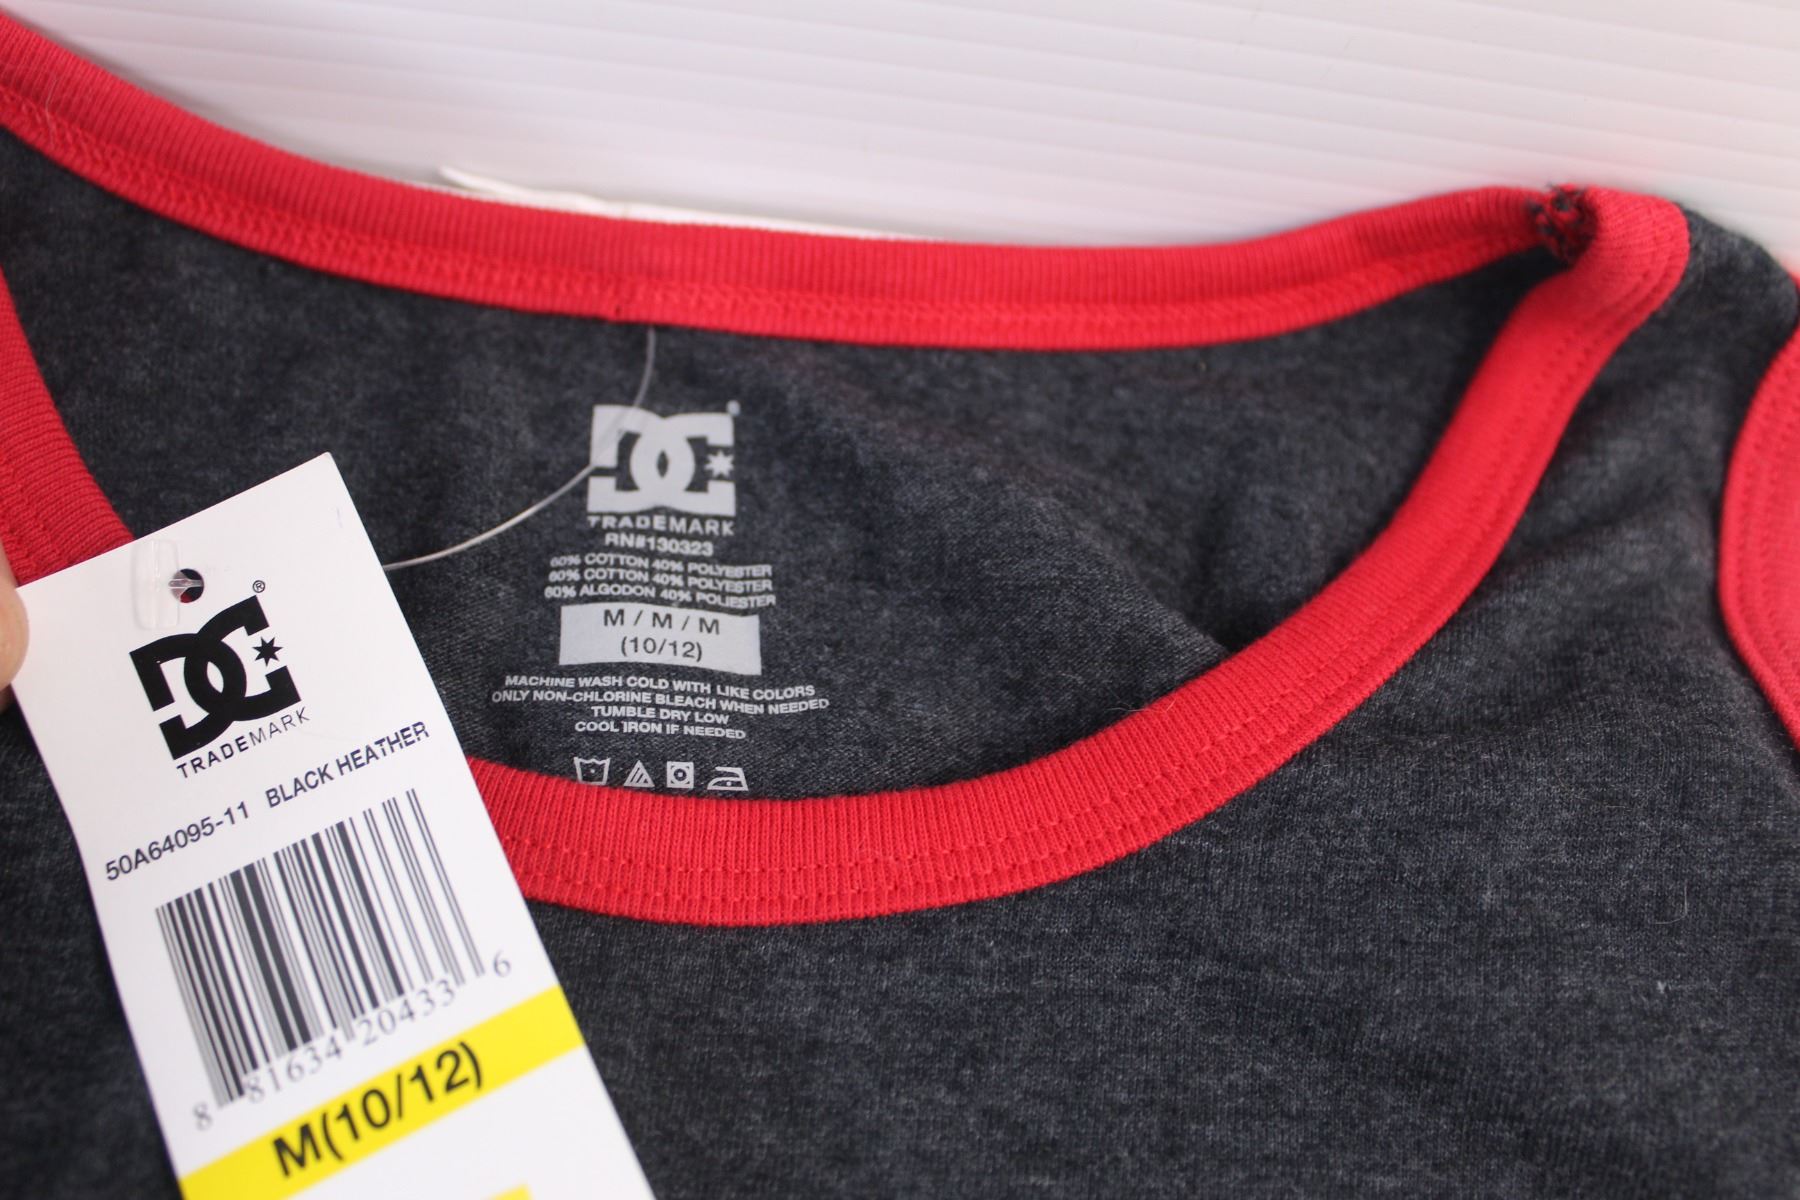 DC
TRADEMARK
RN#130323
60% COTTON 40% POLYESTER
60% COTTON 40% POLYESTER
60% ALGODON 40% POLIESTER
M / M / M
(10/12)
MACHINE WASH COLD WITH LIKE COLORS
ONLY NON-CHLORINE BLEACH WHEN NEEDED
TUMBLE DRY LOW
COOL IRON IF NEEDED
DC®
TRADEMARK
50A64095-11 BLACK HEATHER
8 81634 20433 6
M(10/12)